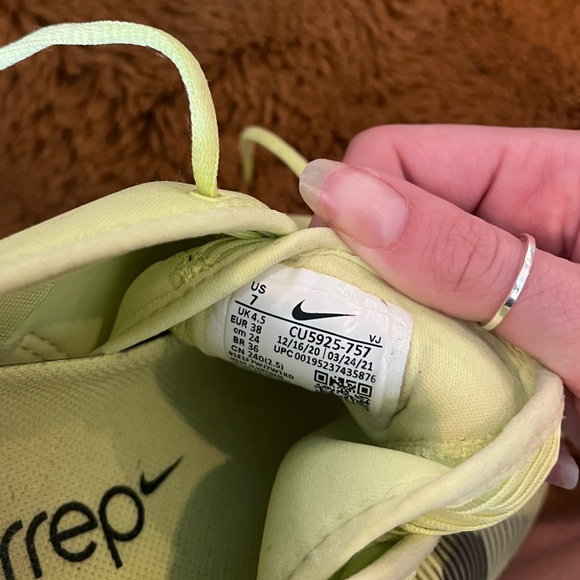 US
7
UK 4.5
EUR 38
cm 24
BR 36
CN 240(2.5)
VJ
CU5925-757
12/16/20 03/24/21
UPC 00195237435876
rrep